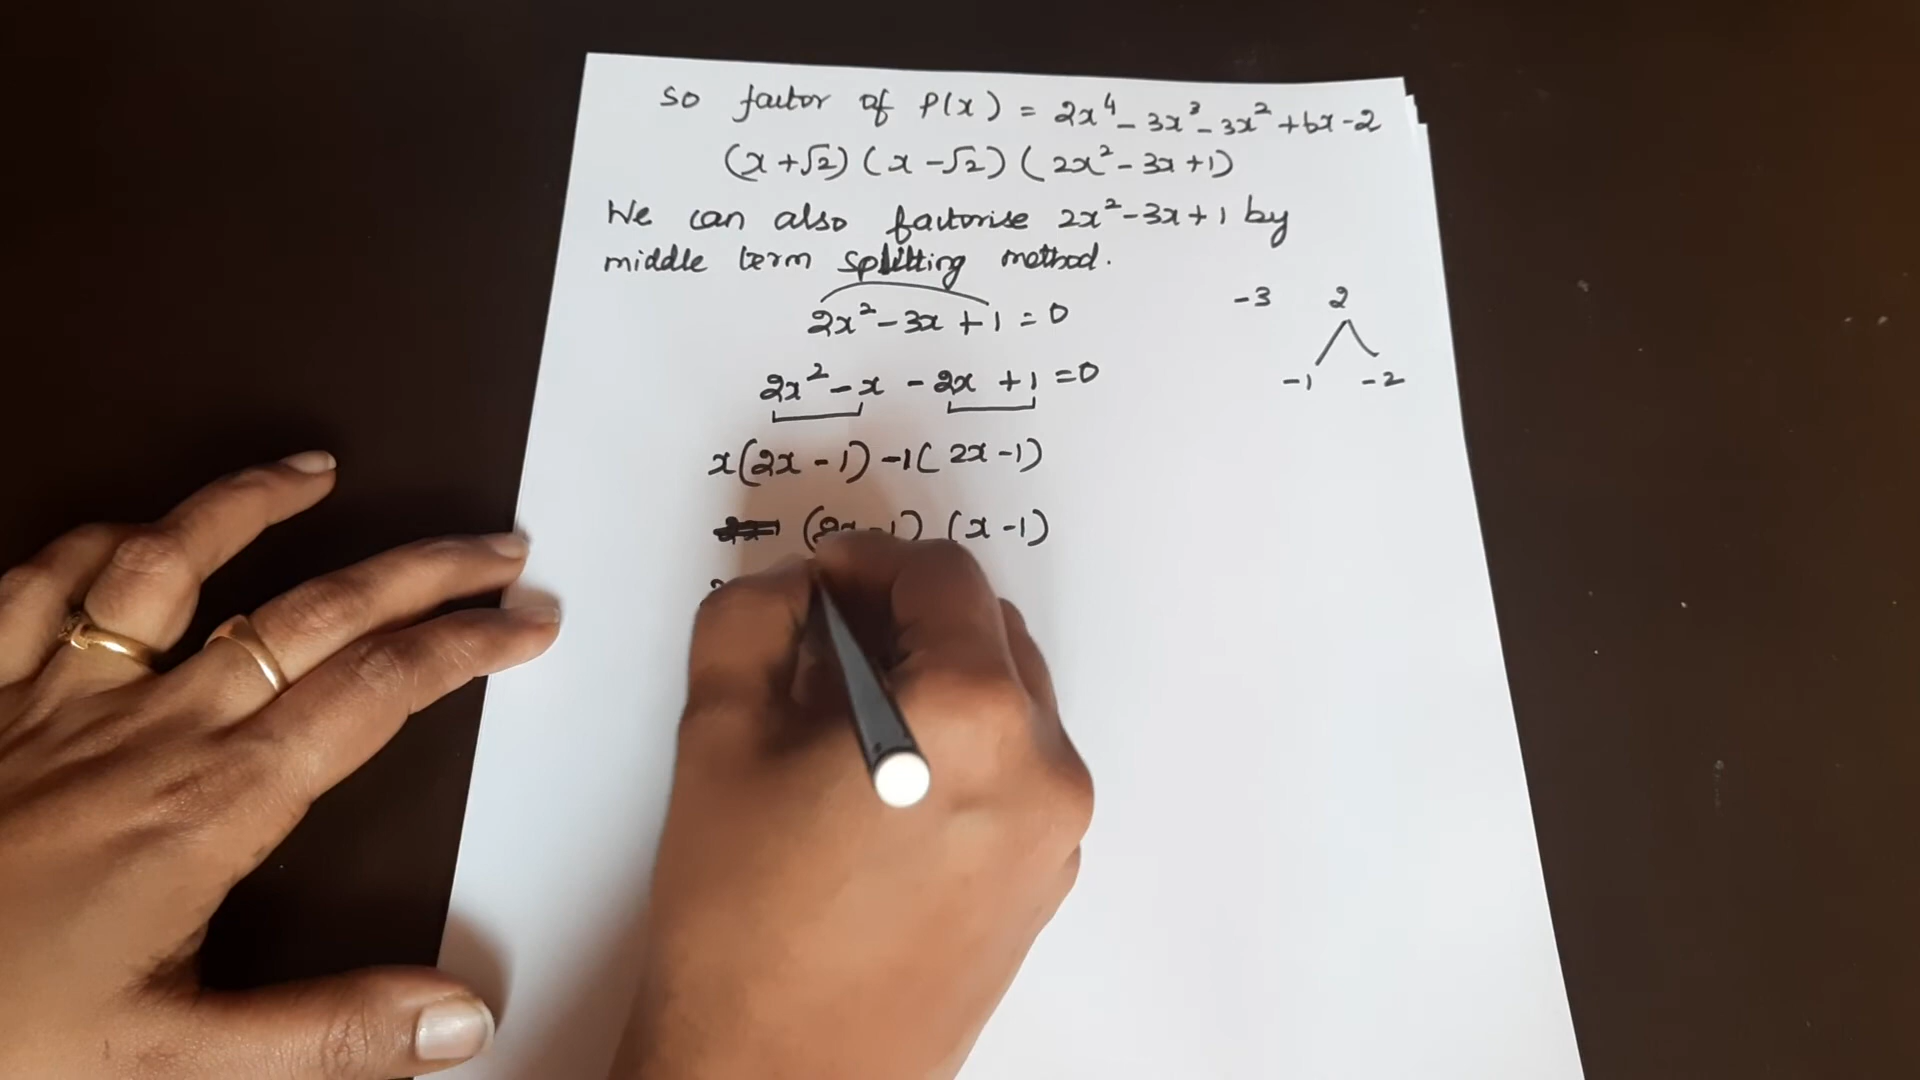 so factor of P(x) = 2x⁴ - 3x³ - 3x² + 6x - 2
(x + √2) (x - √2) (2x² - 3x + 1)
We can also factorise 2x² - 3x + 1 by
middle term splitting method.
2x² - 3x + 1 = 0
-3 2
2x² - x - 2x + 1 = 0
-1 -2
x(2x - 1) -1( 2x - 1)
(2x - 1) (x - 1)